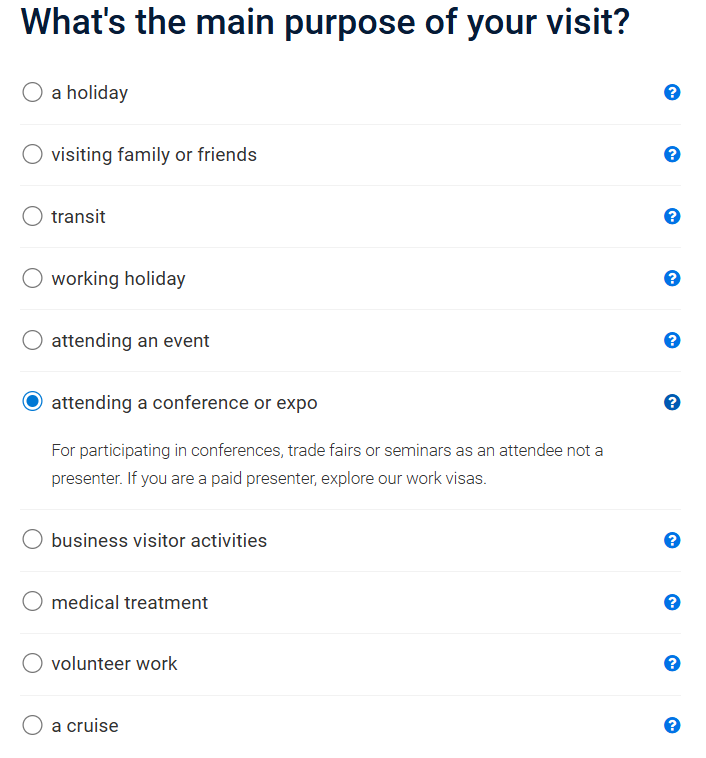 What's the main purpose of your visit?
a holiday
visiting family or friends
transit
working holiday
attending an event
attending a conference or expo
For participating in conferences, trade fairs or seminars as an attendee not a
presenter. If you are a paid presenter, explore our work visas.
business visitor activities
medical treatment
volunteer work
a cruise